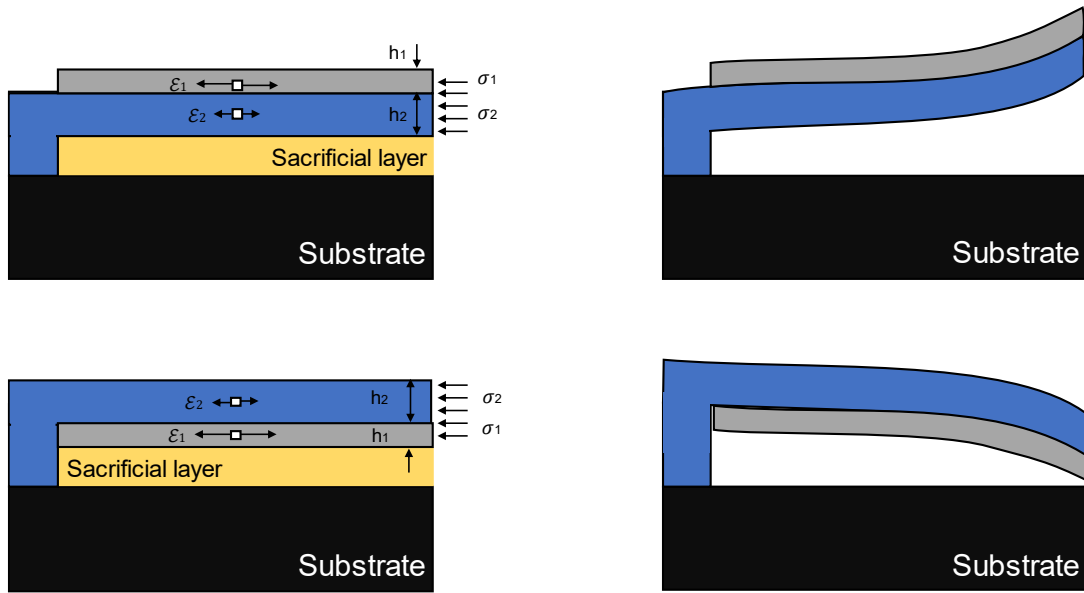 h1
ε1
σ1
ε2
h2
σ2
Sacrificial layer
Substrate
Substrate
ε2
h2
σ2
ε1
h1
σ1
Sacrificial layer
Substrate
Substrate